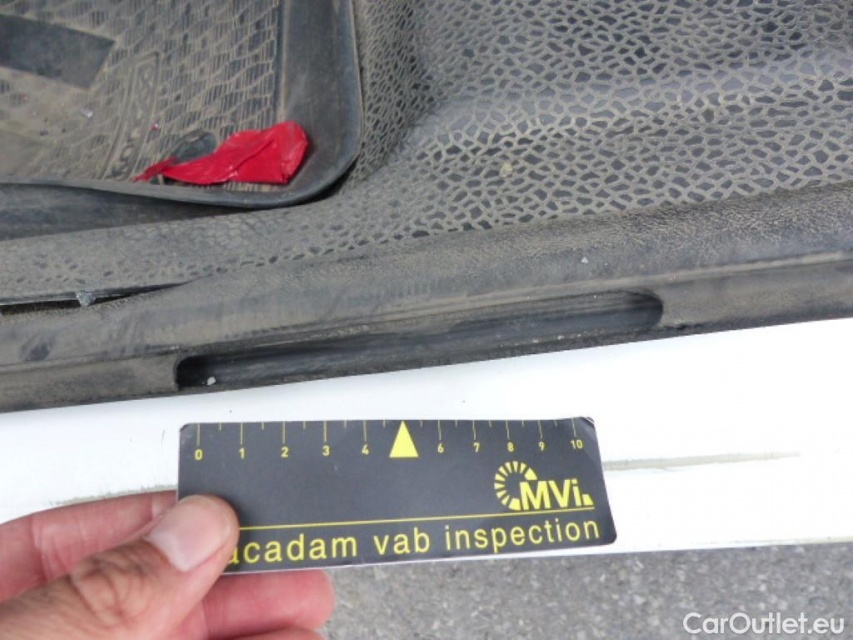 0 1 2 3 4 6 7 8 9 10
MVi.
acadam vab inspection
CarOutlet.eu